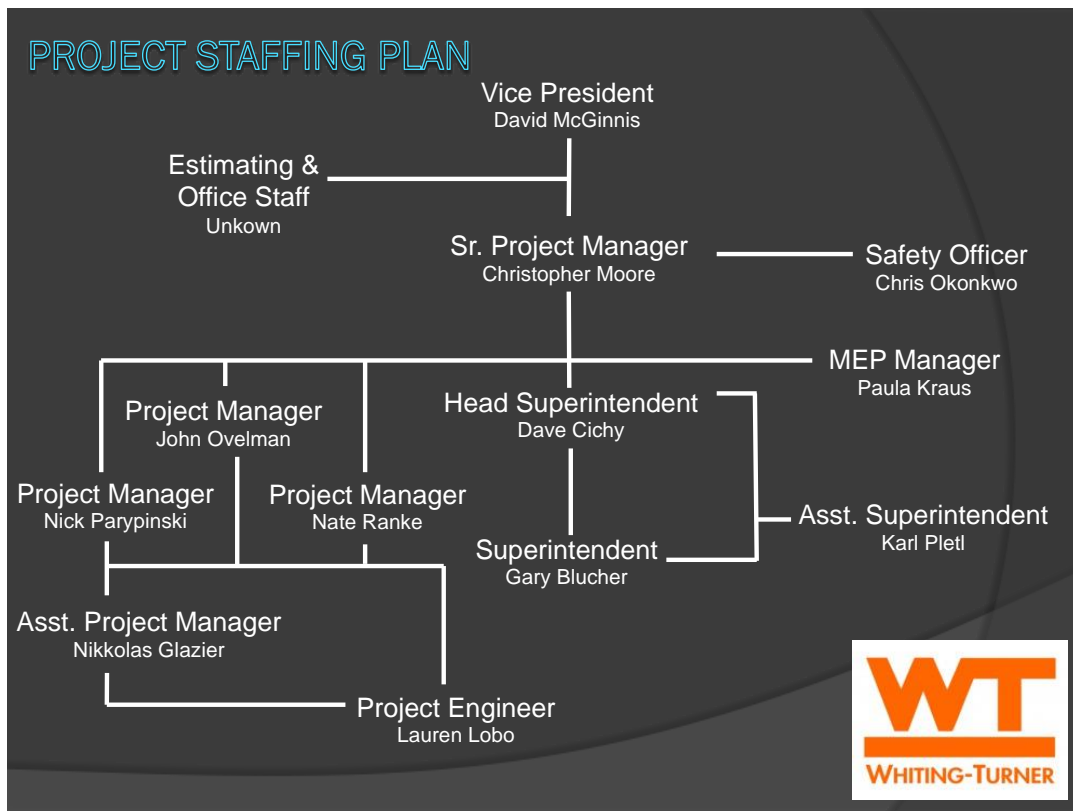 PROJECT STAFFING PLAN
Vice President
David McGinnis
Estimating &
Office Staff
Unkown
Sr. Project Manager
Christopher Moore
Safety Officer
Chris Okonkwo
MEP Manager
Paula Kraus
Project Manager
John Ovelman
Head Superintendent
Dave Cichy
Project Manager
Nick Parypinski
Project Manager
Nate Ranke
Asst. Superintendent
Karl Pletl
Superintendent
Gary Blucher
Asst. Project Manager
Nikkolas Glazier
Project Engineer
Lauren Lobo
WT
WHITING-TURNER